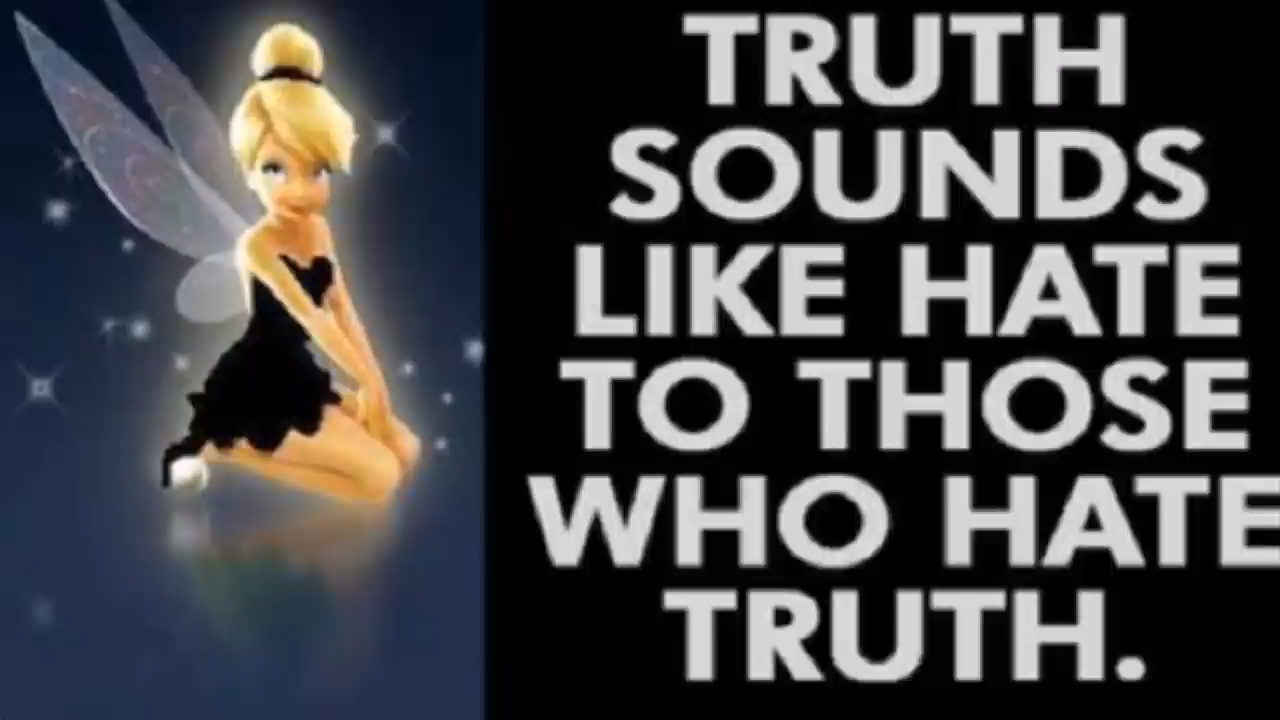 TRUTH
SOUNDS
LIKE HATE
TO THOSE
WHO HATE
TRUTH.